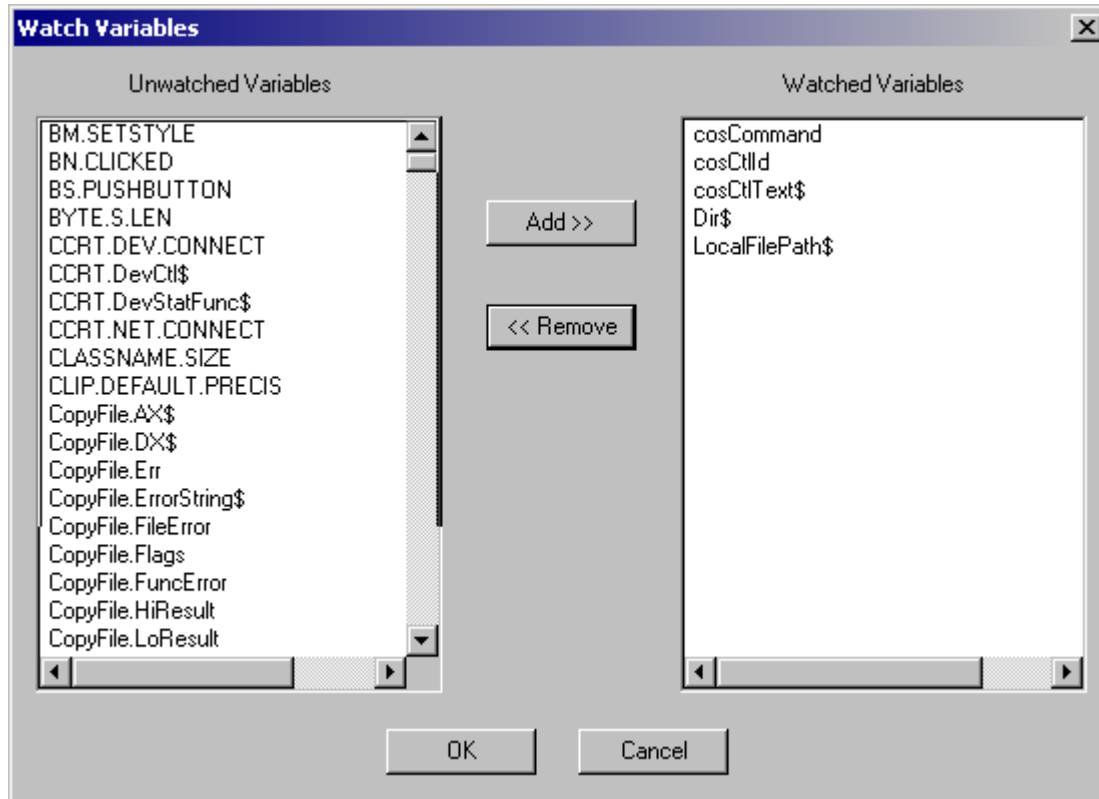 Watch Variables
Unwatched Variables
BM.SETSTYLE
BN.CLICKED
BS.PUSHBUTTON
BYTE.S.LEN
CCRT.DEV.CONNECT
CCRT.DevCtl$
CCRT.DevStatFunc$
CCRT.NET.CONNECT
CLASSNAME.SIZE
CLIP.DEFAULT.PRECIS
CopyFile.AX$
CopyFile.DX$
CopyFile.Err
CopyFile.ErrorString$
CopyFile.FileError
CopyFile.Flags
CopyFile.FuncError
CopyFile.HiResult
CopyFile.LoResult
Add >>
<< Remove
Watched Variables
cosCommand
cosCtlId
cosCtlText$
Dir$
LocalFilePath$
OK
Cancel